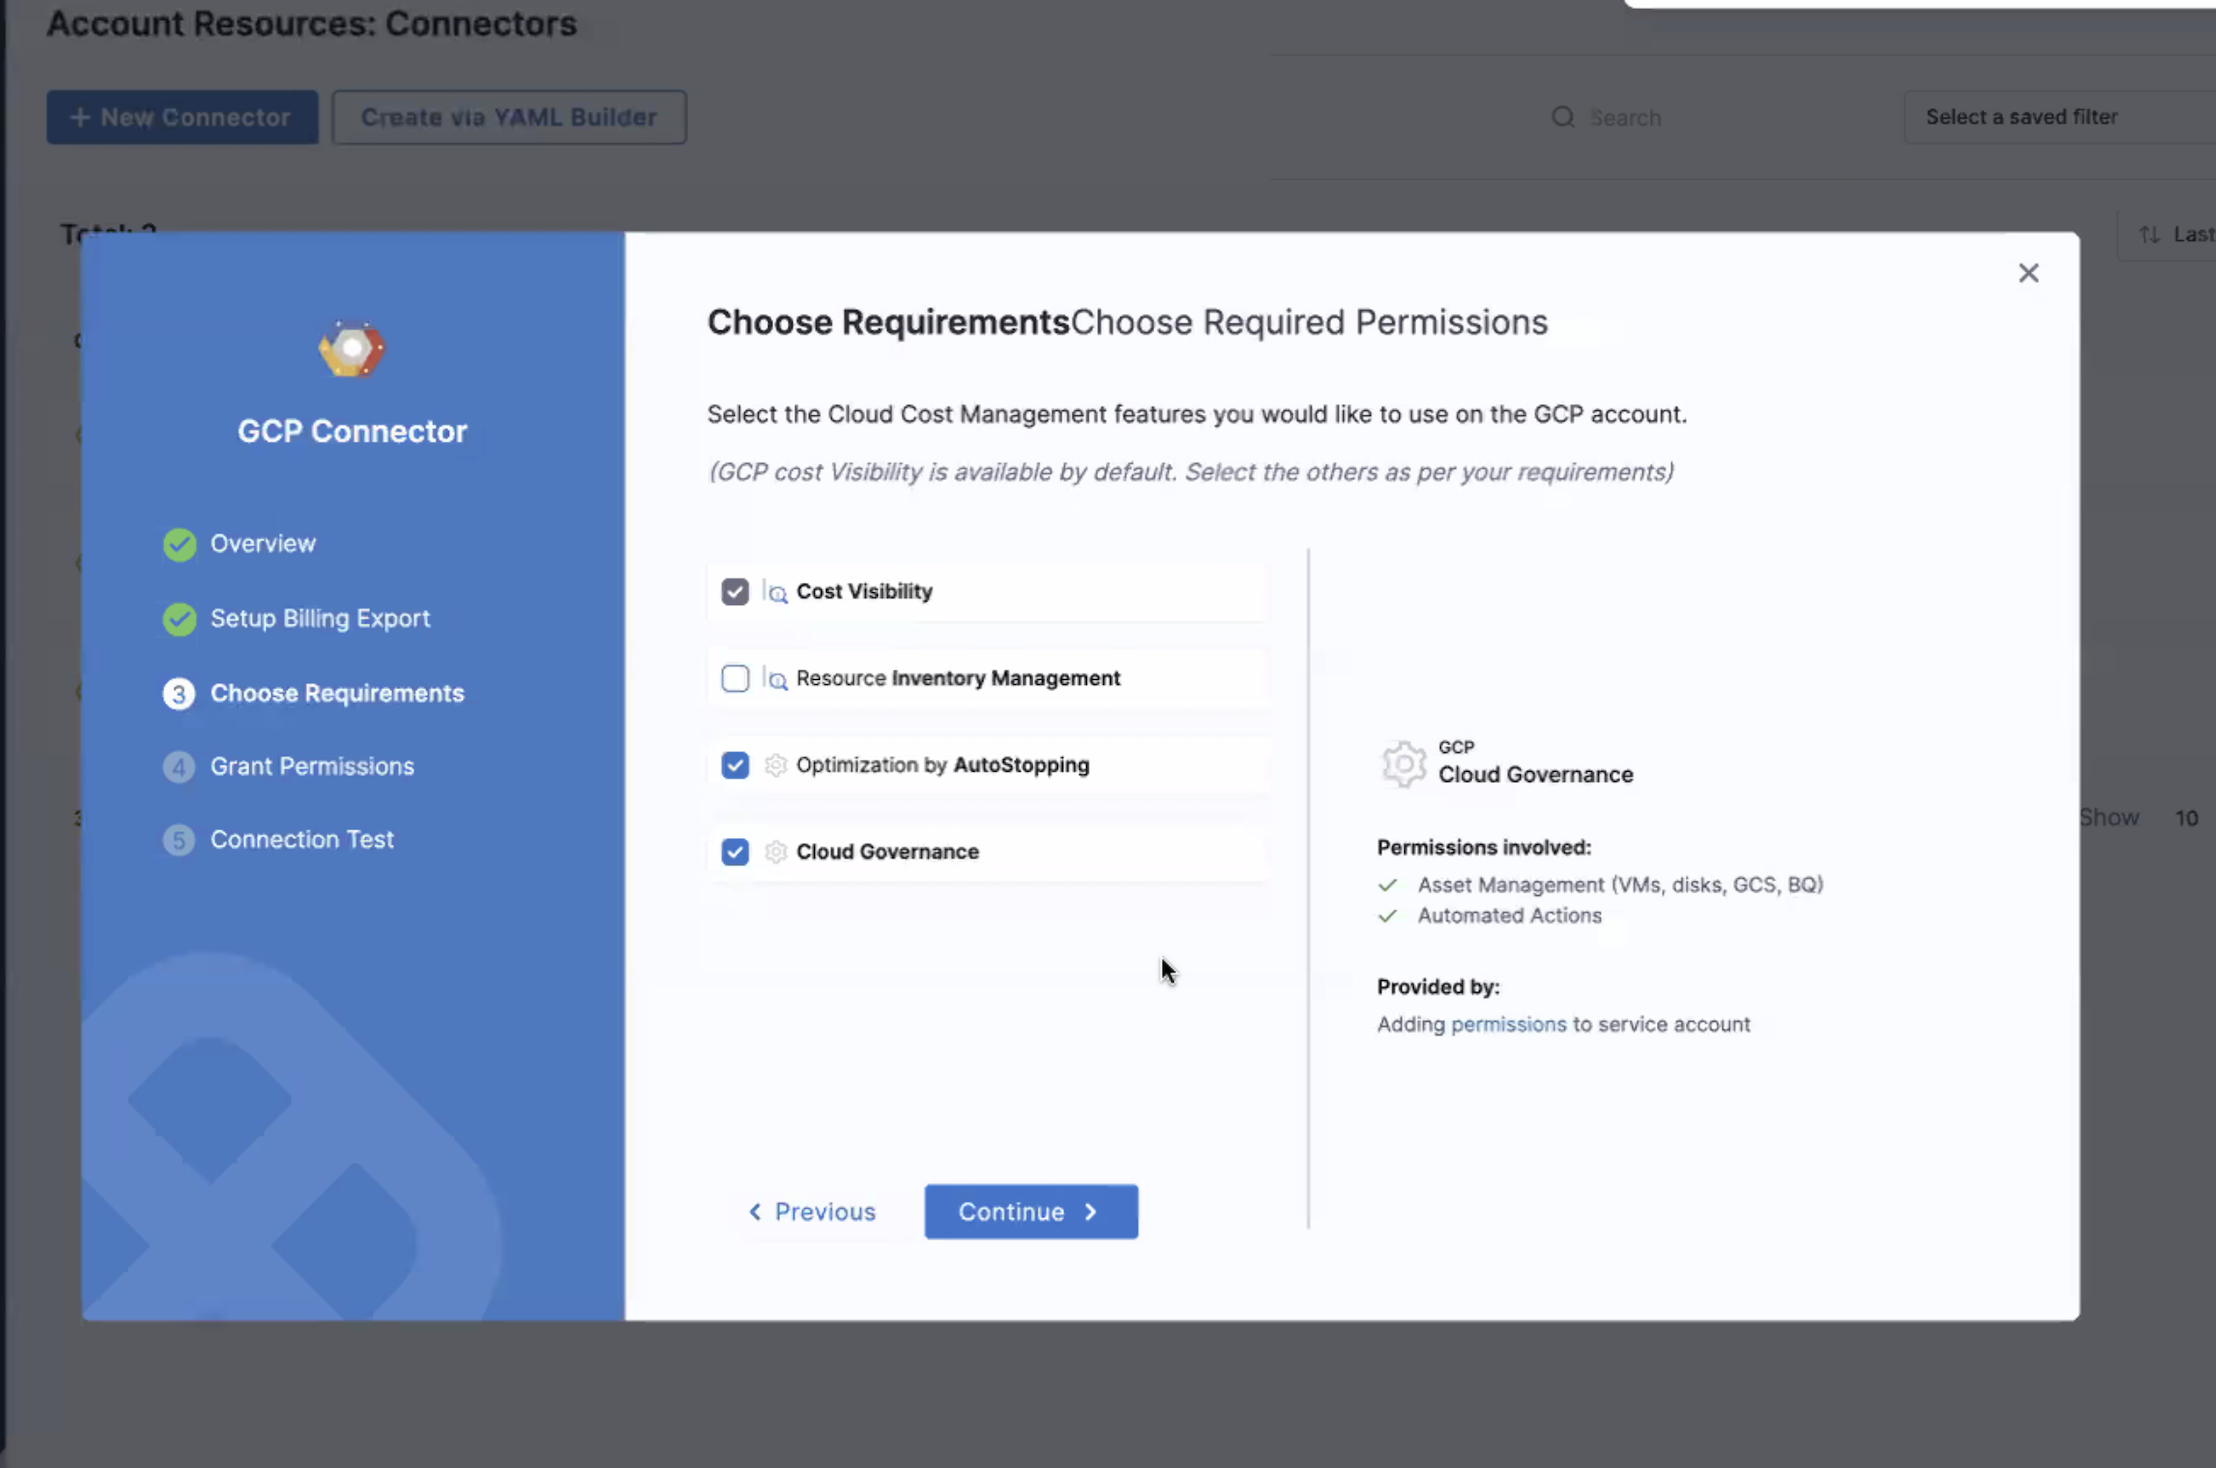 Account Resources: Connectors
+ New Connector
Create via YAML Builder
Search
Select a saved filter
Last
GCP Connector
Overview
Setup Billing Export
3 Choose Requirements
4 Grant Permissions
5 Connection Test
Choose RequirementsChoose Required Permissions
Select the Cloud Cost Management features you would like to use on the GCP account.
(GCP cost Visibility is available by default. Select the others as per your requirements)
Cost Visibility
Resource Inventory Management
Optimization by AutoStopping
Cloud Governance
Previous
Continue
GCP
Cloud Governance
Permissions involved:
Asset Management (VMs, disks, GCS, BQ)
Automated Actions
Provided by:
Adding permissions to service account
Show 10